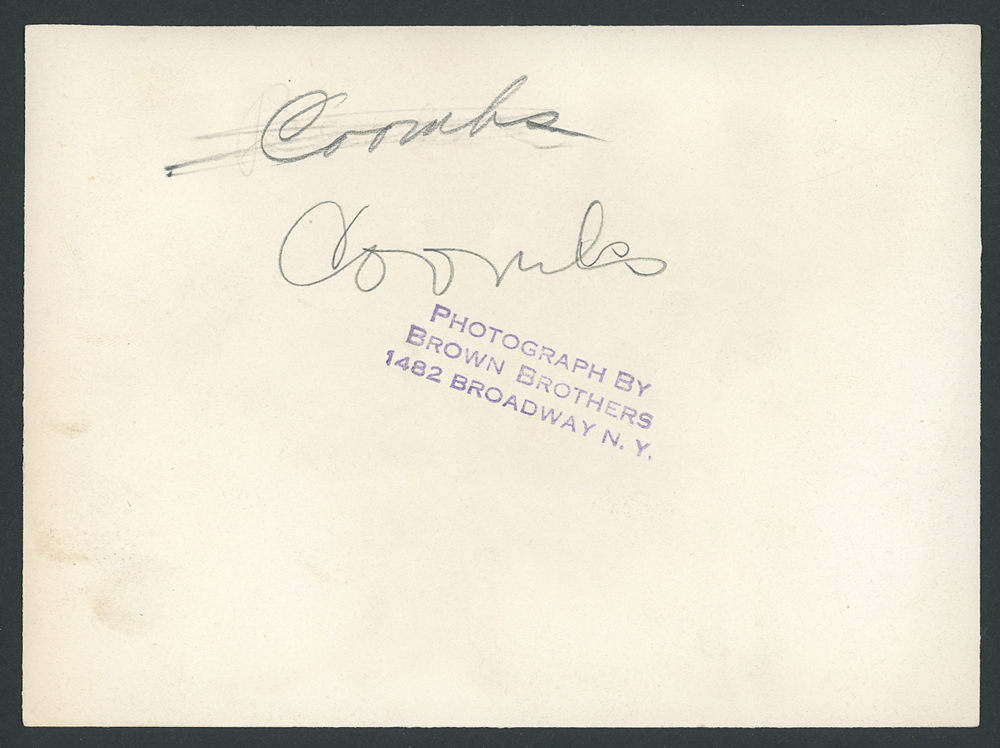 Coombs
Coombs
PHOTOGRAPH BY
BROWN BROTHERS
1482 BROADWAY N. Y.